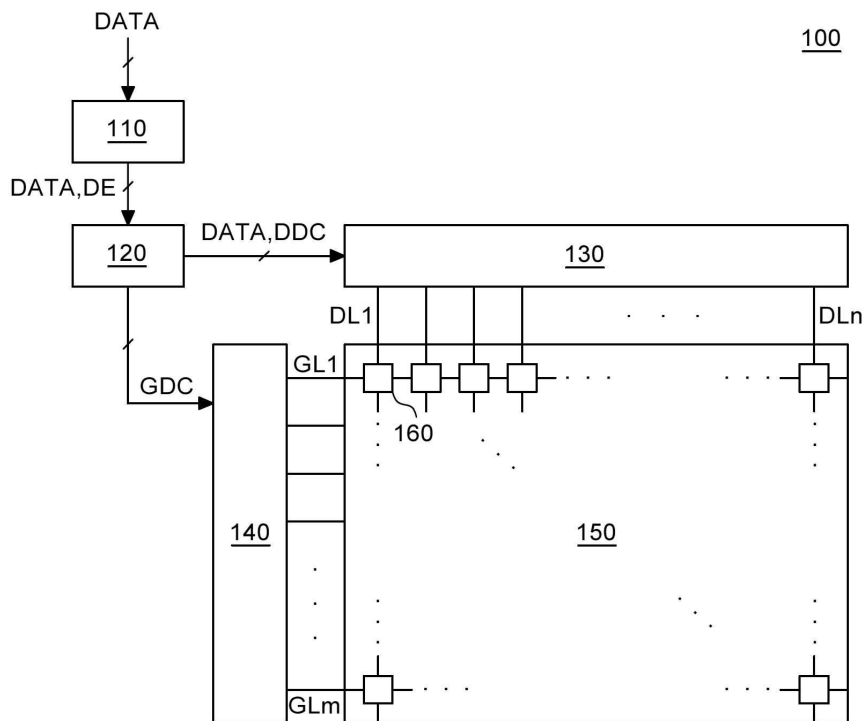 DATA
100
110
DATA,DE
120
DATA,DDC
130
DL1
DLn
GDC
GL1
160
140
150
GLm